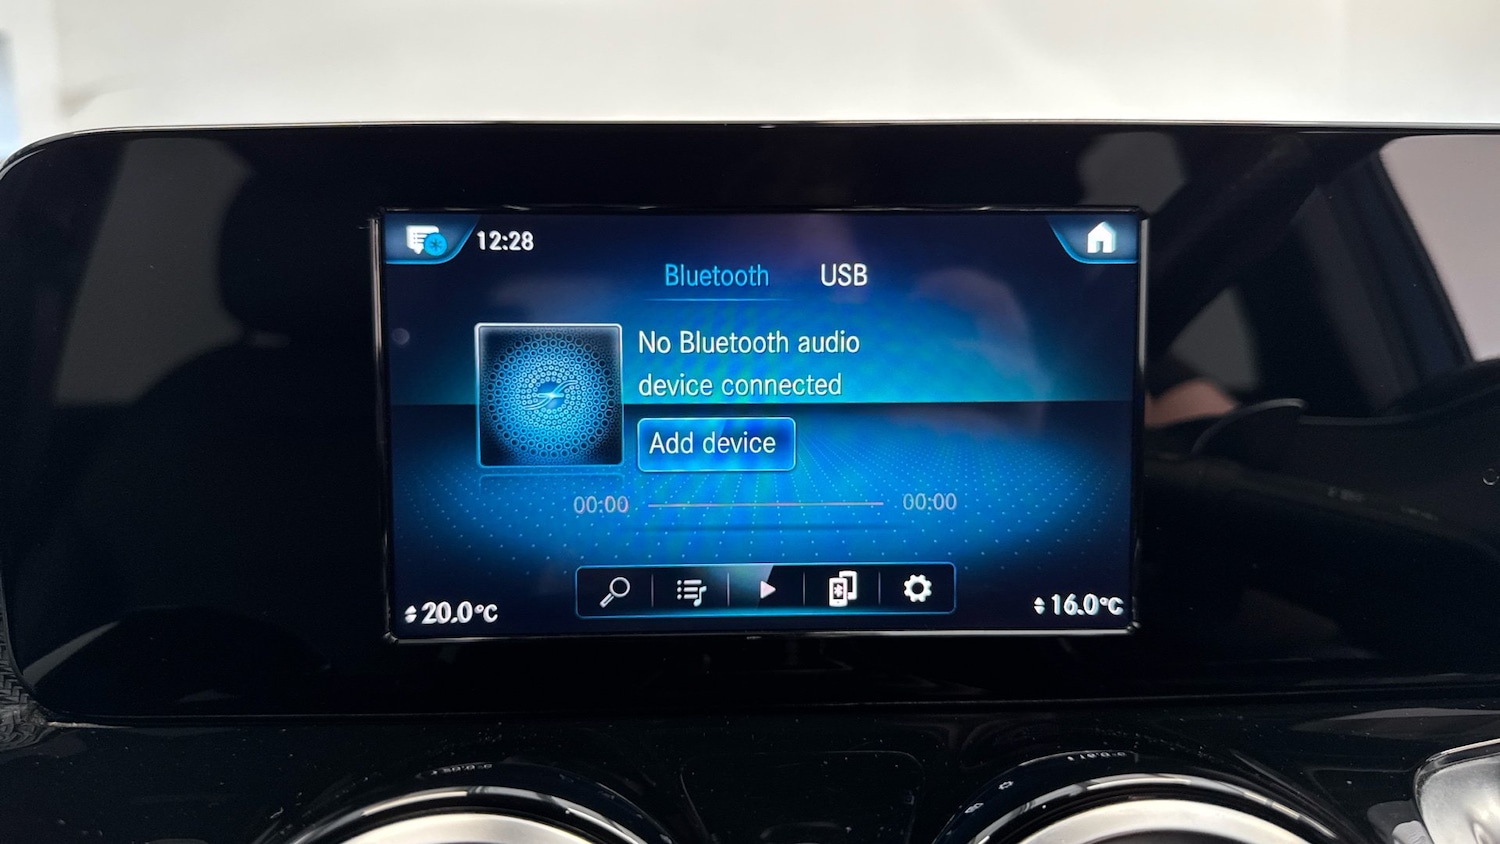 12:28
Bluetooth USB
No Bluetooth audio
device connected
Add device
00:00 00:00
20.0°C 16.0°C